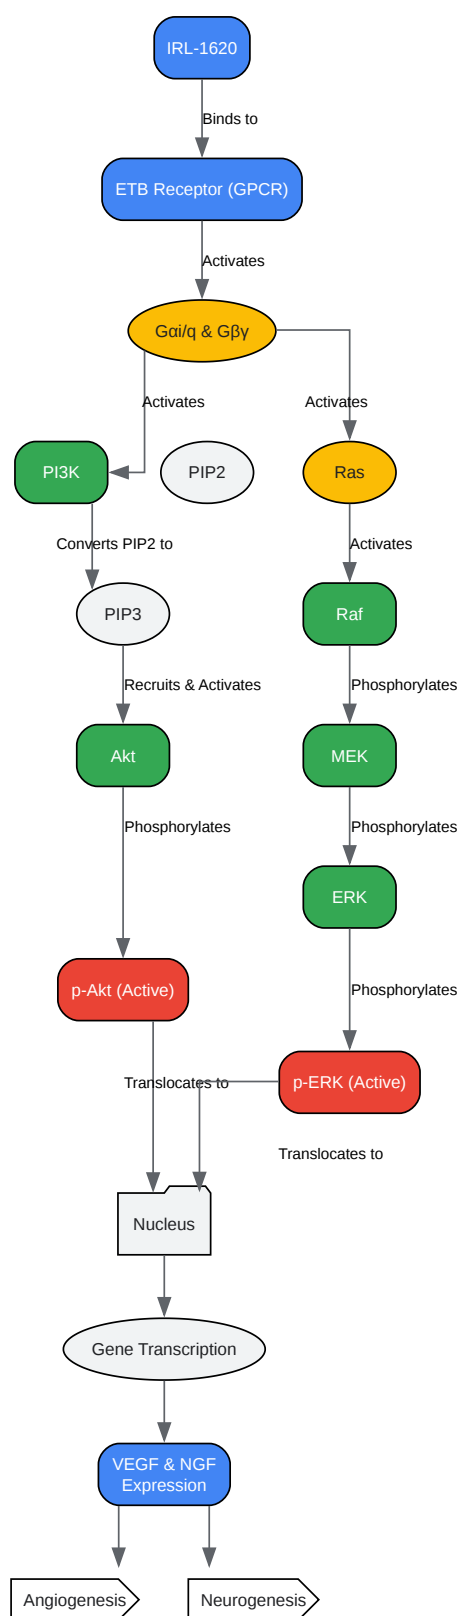 IRL-1620
Binds to
ETB Receptor (GPCR)
Activates
Gαi/q & Gβγ
Activates
Activates
PI3K
PIP2
Ras
Converts PIP2 to
Activates
PIP3
Raf
Recruits & Activates
Phosphorylates
Akt
MEK
Phosphorylates
Phosphorylates
ERK
p-Akt (Active)
Phosphorylates
Translocates to
p-ERK (Active)
Translocates to
Nucleus
Gene Transcription
VEGF & NGF
Expression
Angiogenesis
Neurogenesis